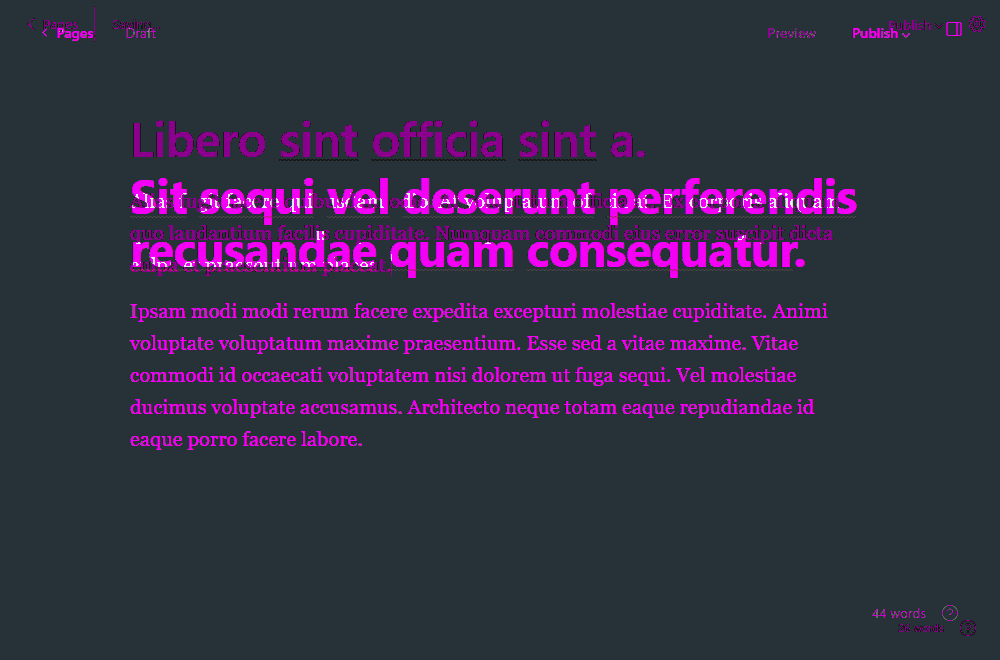 Pages
Draft
Preview
Publish
Libero sint officia sint a.
Sit sequi vel deserunt perferendis
quo laudantium facilis cupiditate. Numquam commodi eius error suscipit dicta
recusandae quam consequatur.
Ipsam modi modi rerum facere expedita excepturi molestiae cupiditate. Animi
voluptate voluptatum maxime praesentium. Esse sed a vitae maxime. Vitae
commodi id occaecati voluptatem nisi dolorem ut fuga sequi. Vel molestiae
ducimus voluptate accusamus. Architecto neque totam eaque repudiandae id
eaque porro facere labore.
44 words